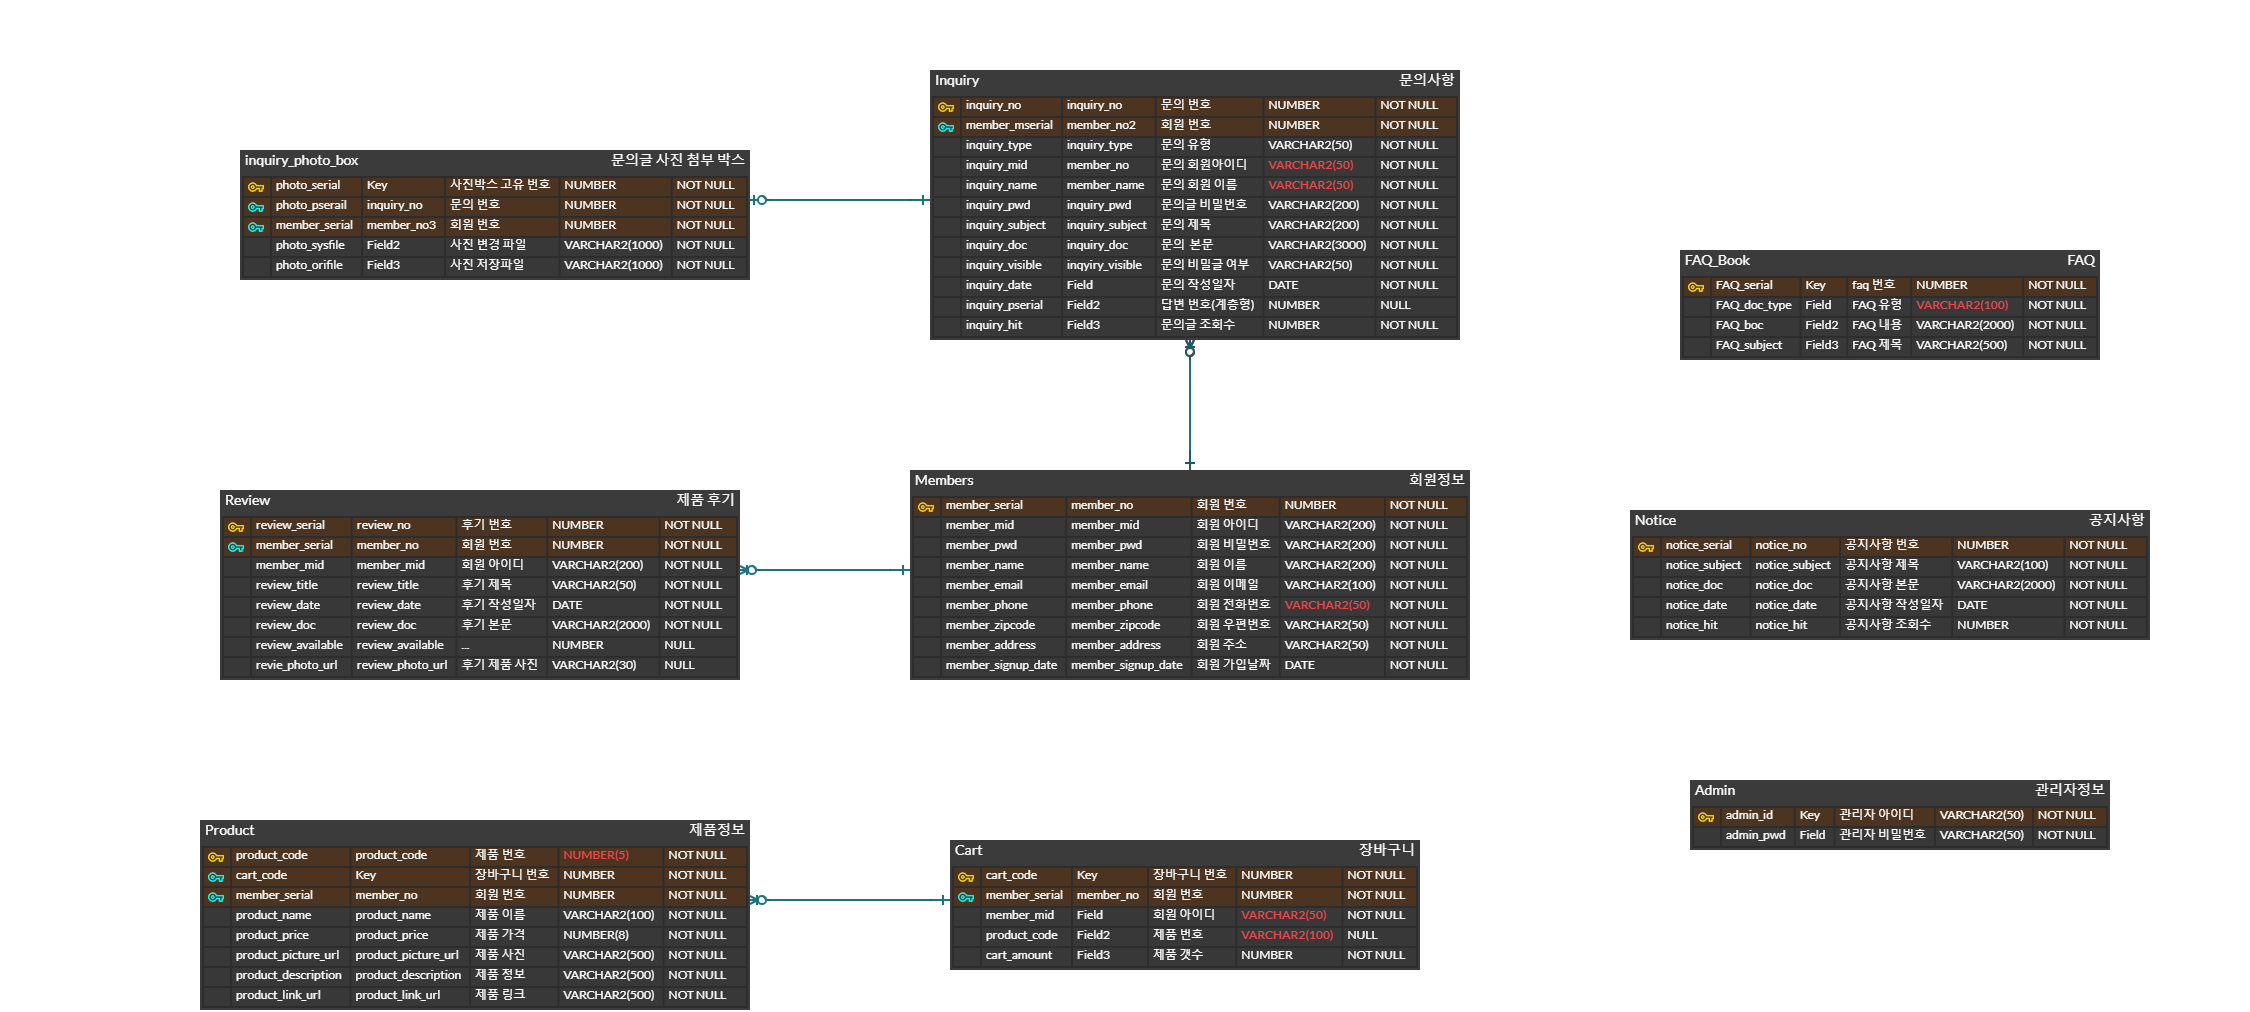 Inquiry 문의사항
inquiry_no inquiry_no 문의 번호 NUMBER NOT NULL
member_mserial member_no2 회원 번호 NUMBER NOT NULL
inquiry_type inquiry_type 문의 유형 VARCHAR2(50) NOT NULL
inquiry_mid member_no 문의 회원아이디 VARCHAR2(50) NOT NULL
inquiry_name member_name 문의 회원 이름 VARCHAR2(50) NOT NULL
inquiry_pwd inquiry_pwd 문의글 비밀번호 VARCHAR2(200) NOT NULL
inquiry_subject inquiry_subject 문의 제목 VARCHAR2(200) NOT NULL
inquiry_doc inquiry_doc 문의 본문 VARCHAR2(3000) NOT NULL
inquiry_visible inqyiry_visible 문의 비밀글 여부 VARCHAR2(50) NOT NULL
inquiry_date Field 문의 작성일자 DATE NOT NULL
inquiry_pserial Field2 답변 번호(계층형) NUMBER NULL
inquiry_hit Field3 문의글 조회수 NUMBER NOT NULL
inquiry_photo_box 문의글 사진 첨부 박스
photo_serial Key 사진박스 고유 번호 NUMBER NOT NULL
photo_pserail inquiry_no 문의 번호 NUMBER NOT NULL
member_serial member_no3 회원 번호 NUMBER NOT NULL
photo_sysfile Field2 사진 변경 파일 VARCHAR2(1000) NOT NULL
photo_orifile Field3 사진 저장파일 VARCHAR2(1000) NOT NULL
FAQ_Book FAQ
FAQ_serial Key faq 번호 NUMBER NOT NULL
FAQ_doc_type Field FAQ 유형 VARCHAR2(100) NOT NULL
FAQ_boc Field2 FAQ 내용 VARCHAR2(2000) NOT NULL
FAQ_subject Field3 FAQ 제목 VARCHAR2(500) NOT NULL
Members 회원정보
member_serial member_no 회원 번호 NUMBER NOT NULL
member_mid member_mid 회원 아이디 VARCHAR2(200) NOT NULL
member_pwd member_pwd 회원 비밀번호 VARCHAR2(200) NOT NULL
member_name member_name 회원 이름 VARCHAR2(200) NOT NULL
member_email member_email 회원 이메일 VARCHAR2(100) NOT NULL
member_phone member_phone 회원 전화번호 VARCHAR2(50) NOT NULL
member_zipcode member_zipcode 회원 우편번호 VARCHAR2(50) NOT NULL
member_address member_address 회원 주소 VARCHAR2(50) NOT NULL
member_signup_date member_signup_date 회원 가입날짜 DATE NOT NULL
Review 제품 후기
review_serial review_no 후기 번호 NUMBER NOT NULL
member_serial member_no 회원 번호 NUMBER NOT NULL
member_mid member_mid 회원 아이디 VARCHAR2(200) NOT NULL
review_title review_title 후기 제목 VARCHAR2(50) NOT NULL
review_date review_date 후기 작성일자 DATE NOT NULL
review_doc review_doc 후기 본문 VARCHAR2(2000) NOT NULL
review_available review_available ... NUMBER NULL
revie_photo_url review_photo_url 후기 제품 사진 VARCHAR2(30) NULL
Notice 공지사항
notice_serial notice_no 공지사항 번호 NUMBER NOT NULL
notice_subject notice_subject 공지사항 제목 VARCHAR2(100) NOT NULL
notice_doc notice_doc 공지사항 본문 VARCHAR2(2000) NOT NULL
notice_date notice_date 공지사항 작성일자 DATE NOT NULL
notice_hit notice_hit 공지사항 조회수 NUMBER NOT NULL
Admin 관리자정보
admin_id Key 관리자 아이디 VARCHAR2(50) NOT NULL
admin_pwd Field 관리자 비밀번호 VARCHAR2(50) NOT NULL
Product 제품정보
product_code product_code 제품 번호 NUMBER(5) NOT NULL
cart_code Key 장바구니 번호 NUMBER NOT NULL
member_serial member_no 회원 번호 NUMBER NOT NULL
product_name product_name 제품 이름 VARCHAR2(100) NOT NULL
product_price product_price 제품 가격 NUMBER(8) NOT NULL
product_picture_url product_picture_url 제품 사진 VARCHAR2(500) NOT NULL
product_description product_description 제품 정보 VARCHAR2(500) NOT NULL
product_link_url product_link_url 제품 링크 VARCHAR2(500) NOT NULL
Cart 장바구니
cart_code Key 장바구니 번호 NUMBER NOT NULL
member_serial member_no 회원 번호 NUMBER NOT NULL
member_mid Field 회원 아이디 VARCHAR2(50) NOT NULL
product_code Field2 제품 번호 VARCHAR2(100) NULL
cart_amount Field3 제품 갯수 NUMBER NOT NULL